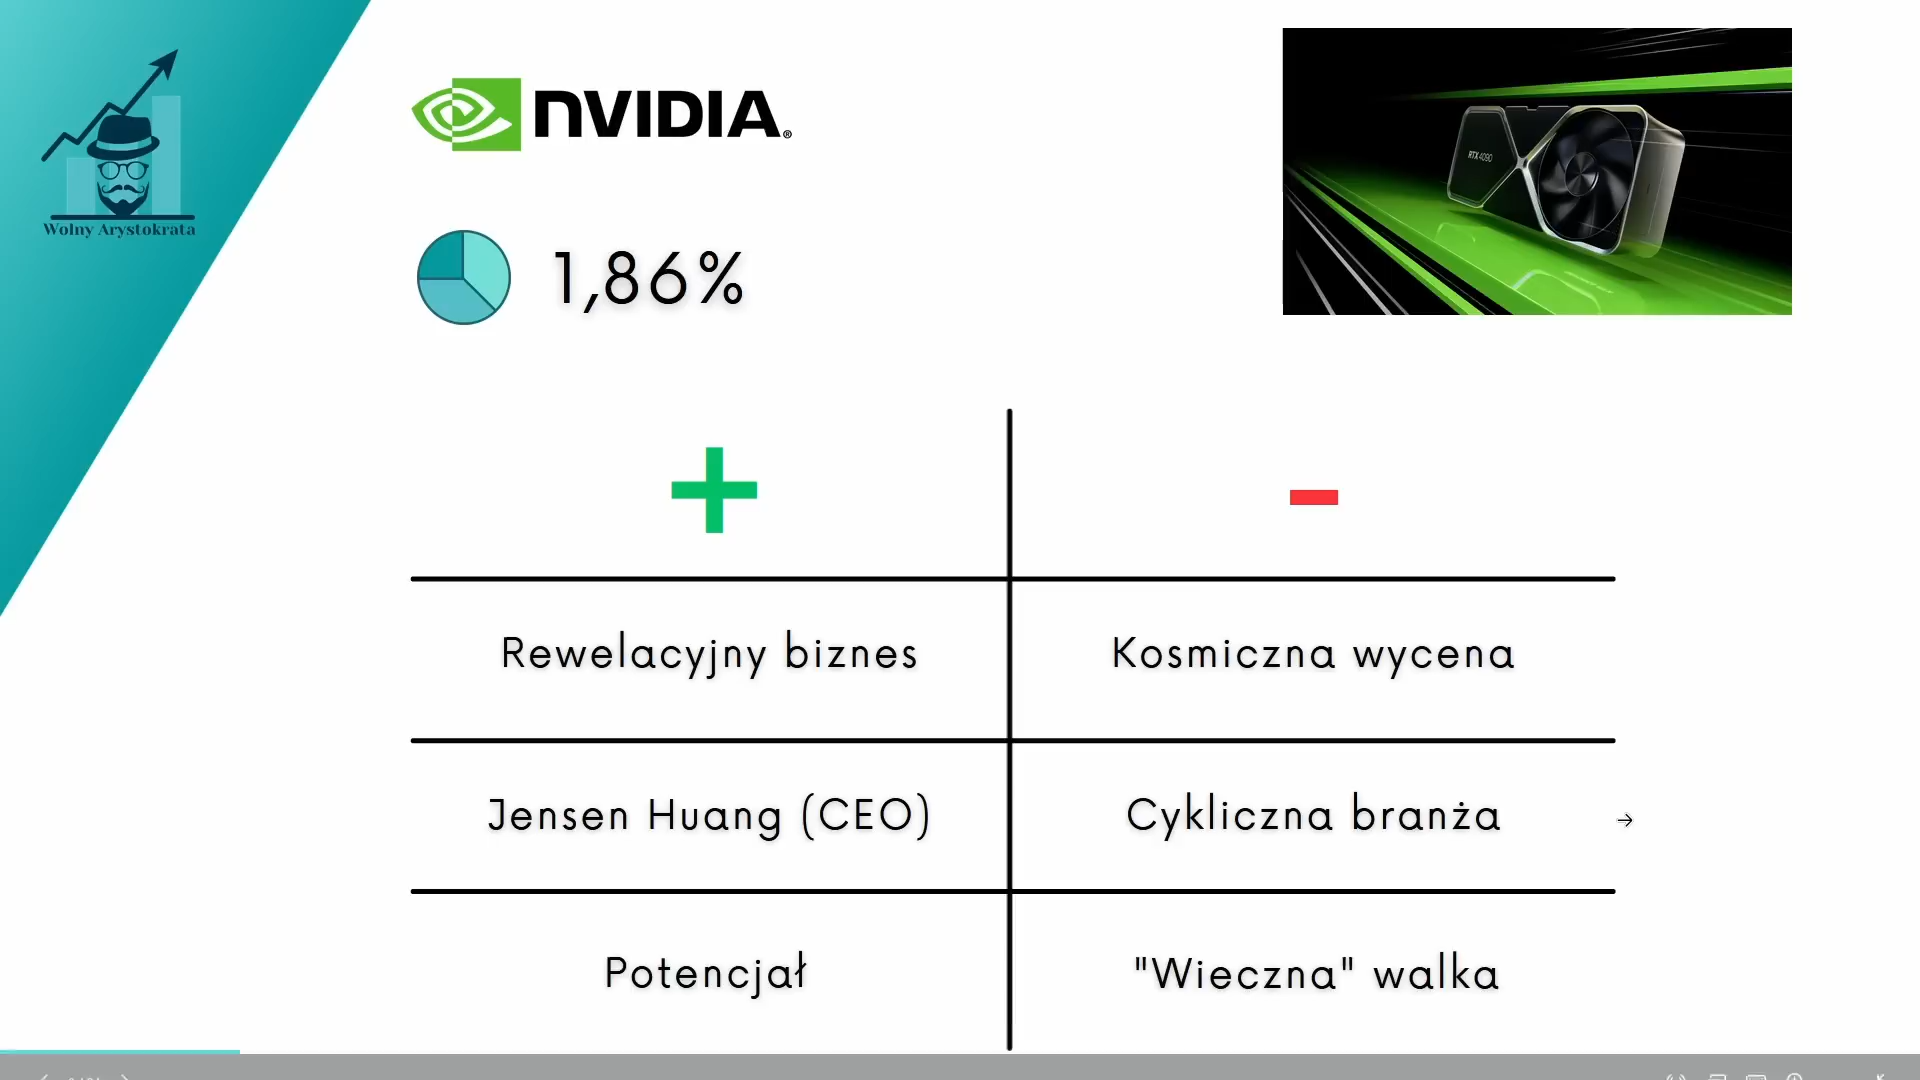 Wolny Arystokrata
NVIDIA®
RTX 4090
1,86%
+
-
Rewelacyjny biznes
Kosmiczna wycena
Jensen Huang (CEO)
Cykliczna branża
Potencjał
"Wieczna" walka